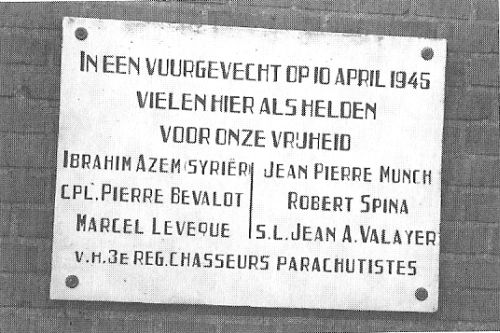 IN EEN VUURGEVECHT OP 10 APRIL 1945
VIELEN HIER ALS HELDEN
VOOR ONZE VRIJHEID
IBRAHIM AZEM (SYRIËR) JEAN PIERRE MUNCH
CPL. PIERRE BEVALOT ROBERT SPINA
MARCEL LEVEQUE S.L. JEAN A. VALAYER
v.h. 3e REG. CHASSEURS PARACHUTISTES